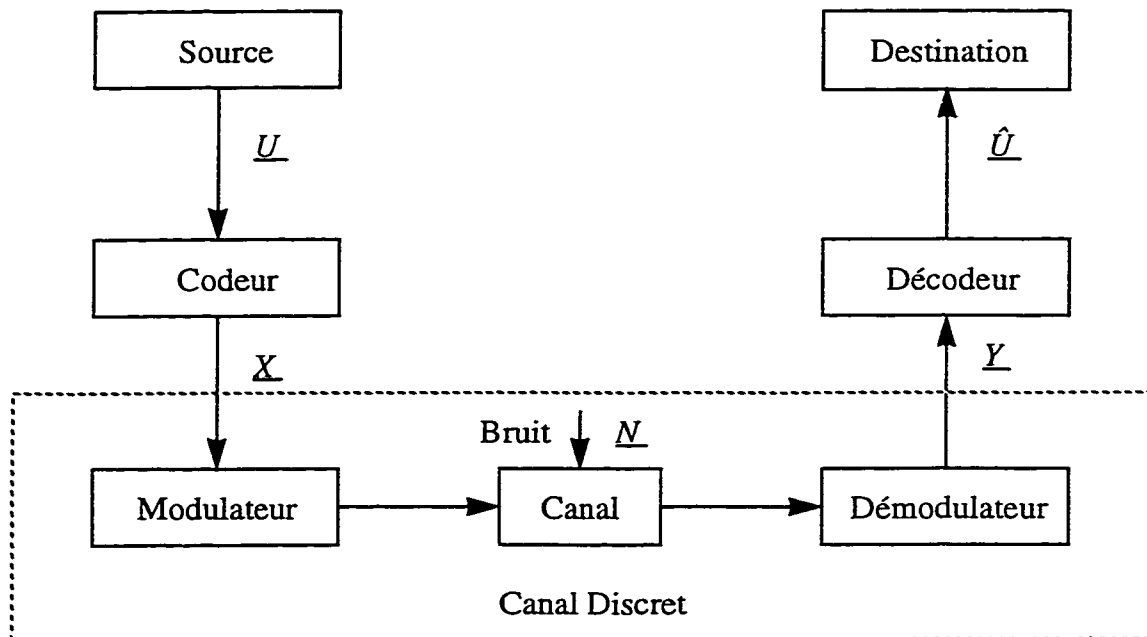 Source
Destination
U
Û
Codeur
Décodeur
X
Y
Bruit N
Modulateur
Canal
Démodulateur
Canal Discret